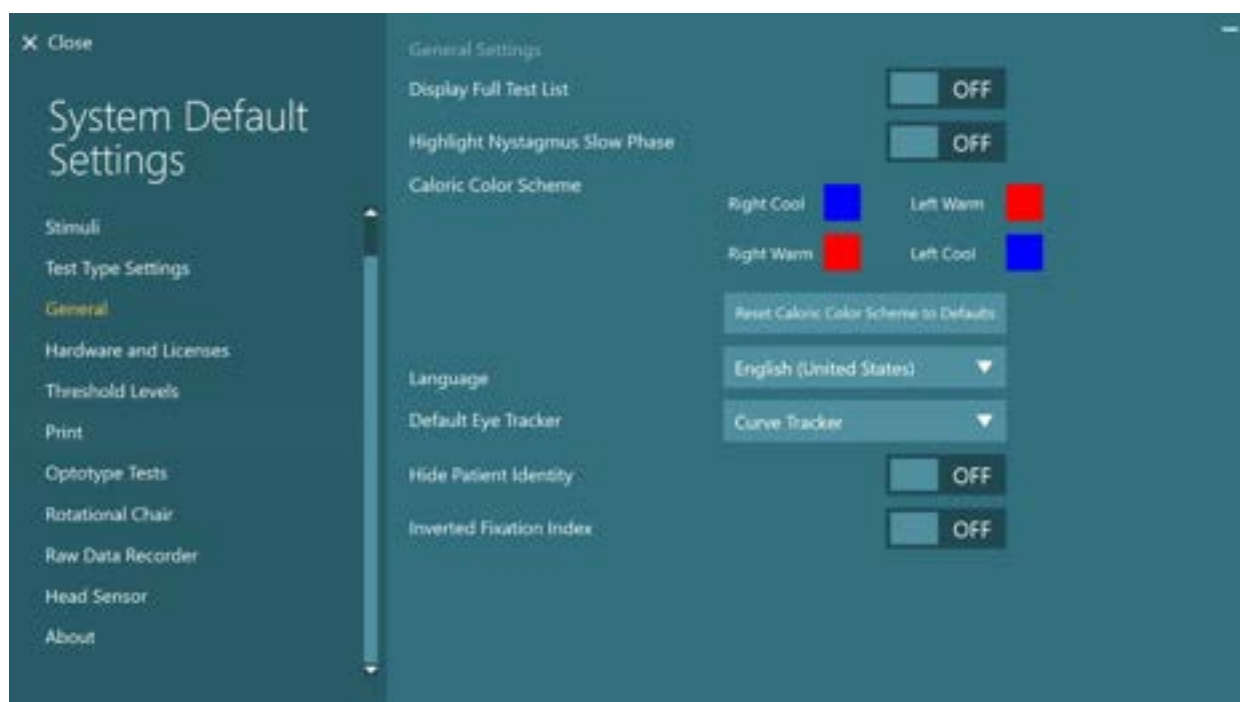 Close
System Default
Settings
Stimuli
Test Type Settings
General
Hardware and Licenses
Threshold Levels
Print
Optotype Tests
Rotational Chair
Raw Data Recorder
Head Sensor
About
General Settings
Display Full Test List OFF
Highlight Nystagmus Slow Phase OFF
Caloric Color Scheme
Right Cool Left Warm
Right Warm Left Cool
Reset Caloric Color Scheme to Defaults
Language English (United States)
Default Eye Tracker Curve Tracker
Hide Patient Identity OFF
Inverted Fixation Index OFF